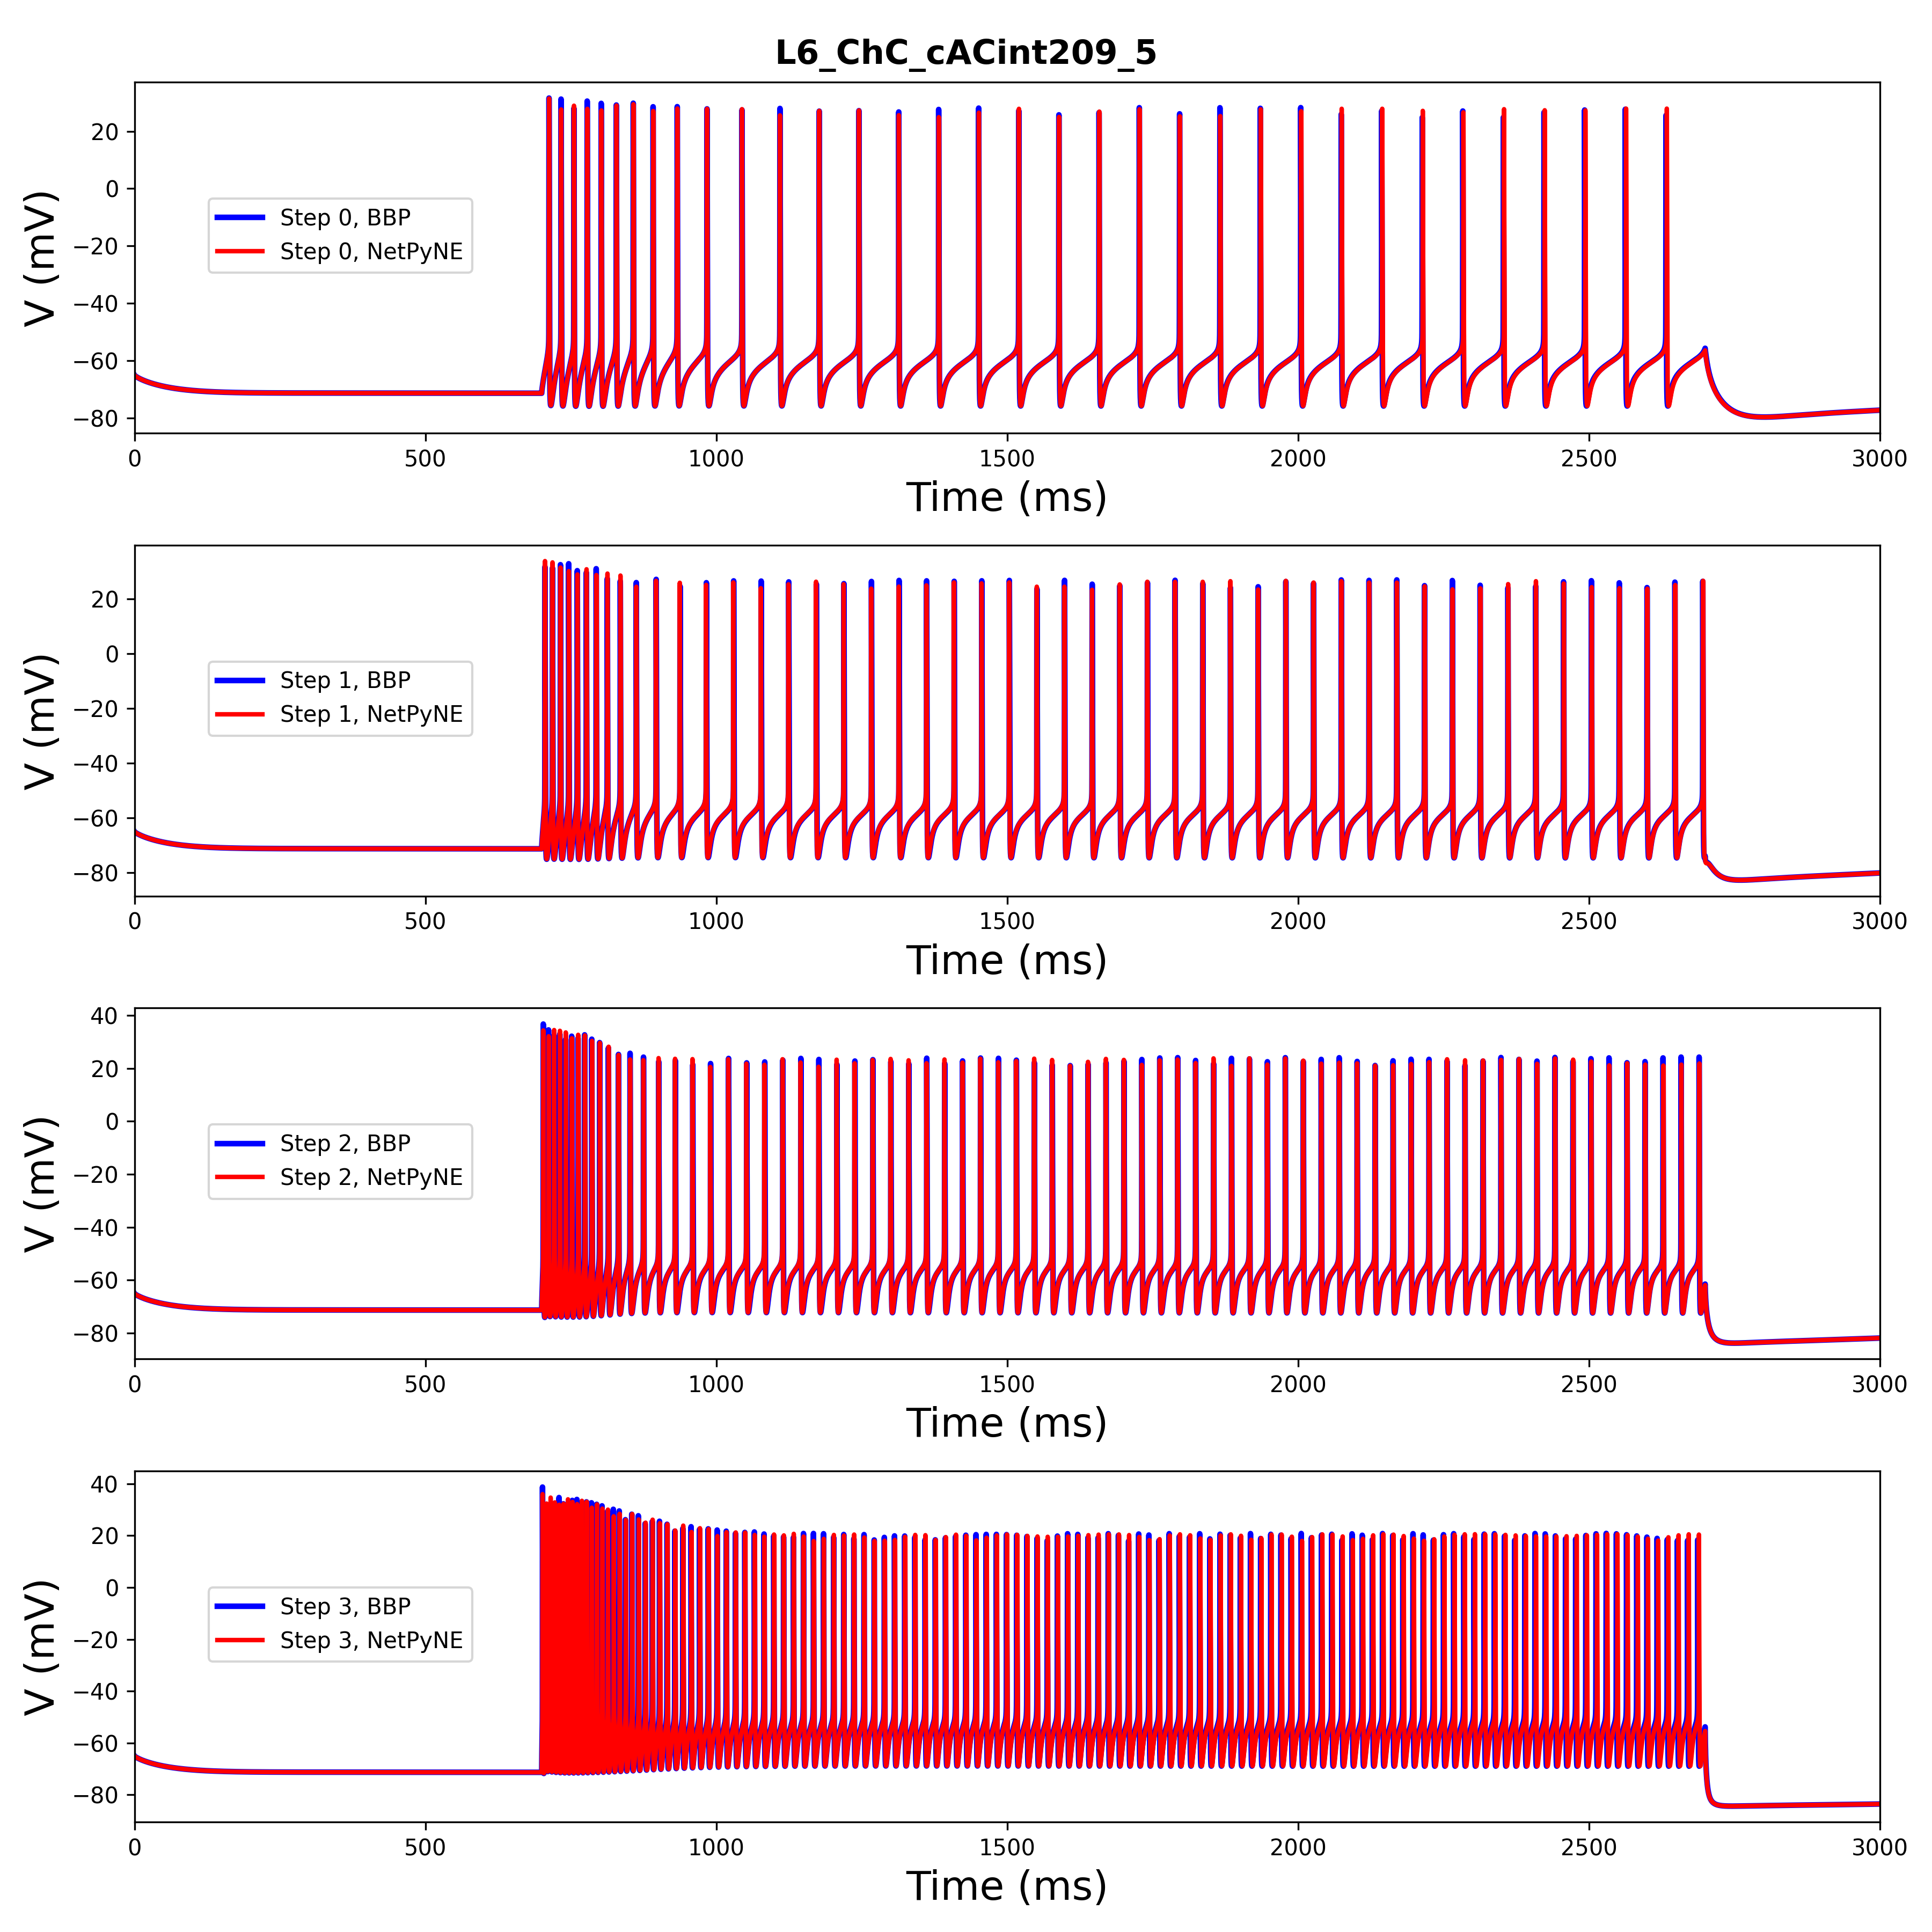 L6_ChC_cACint209_5
20
0
−20
−40
−60
−80
V (mV)
Step 0, BBP
Step 0, NetPyNE
0 500 1000 1500 2000 2500 3000
Time (ms)
20
0
−20
−40
−60
−80
V (mV)
Step 1, BBP
Step 1, NetPyNE
0 500 1000 1500 2000 2500 3000
Time (ms)
40
20
0
−20
−40
−60
−80
V (mV)
Step 2, BBP
Step 2, NetPyNE
0 500 1000 1500 2000 2500 3000
Time (ms)
40
20
0
−20
−40
−60
−80
V (mV)
Step 3, BBP
Step 3, NetPyNE
0 500 1000 1500 2000 2500 3000
Time (ms)